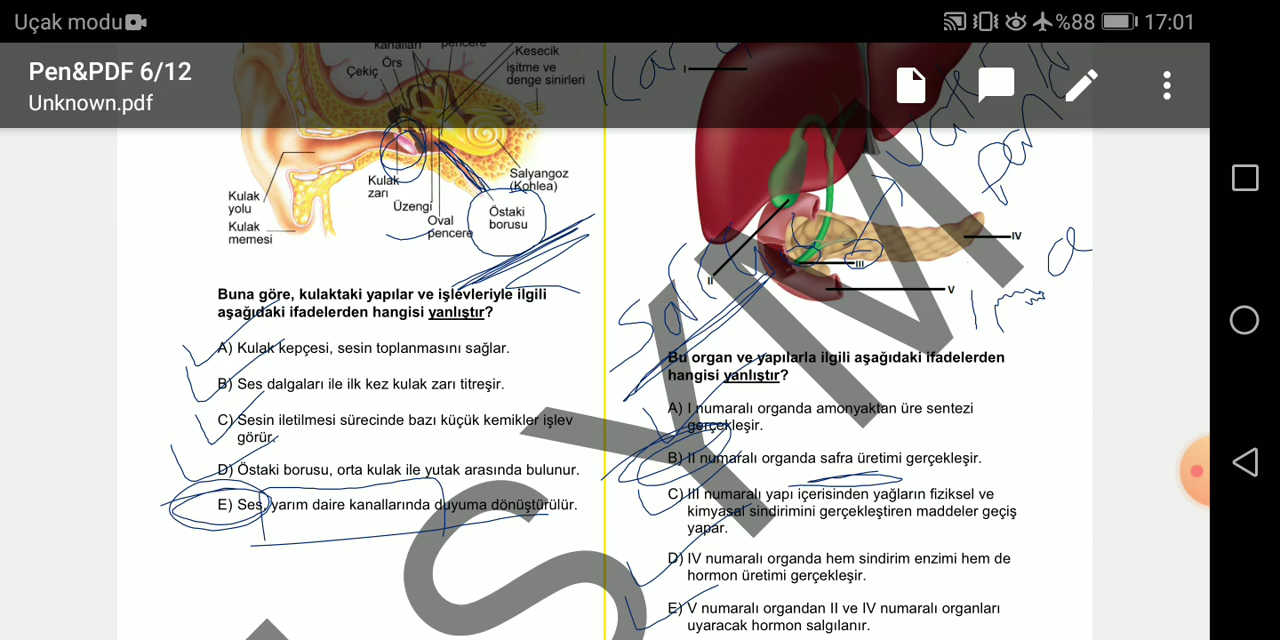 Uçak modu
%88 17:01
Pen&PDF 6/12
Unknown.pdf
kanalları
pencere
Kesecik
Örs
işitme ve
denge sinirleri
Çekiç
Salyangoz
(Kohlea)
Kulak
zarı
Kulak
yolu
Üzengi
Östaki
borusu
Oval
pencere
Kulak
memesi
Buna göre, kulaktaki yapılar ve işlevleriyle ilgili
aşağıdaki ifadelerden hangisi yanlıştır?
A) Kulak kepçesi, sesin toplanmasını sağlar.
B) Ses dalgaları ile ilk kez kulak zarı titreşir.
C) Sesin iletilmesi sürecinde bazı küçük kemikler işlev
görür.
D) Östaki borusu, orta kulak ile yutak arasında bulunur.
E) Ses, yarım daire kanallarında duyuma dönüştürülür.
I
IV
III
II
V
Bu organ ve yapılarla ilgili aşağıdaki ifadelerden
hangisi yanlıştır?
A) I numaralı organda amonyaktan üre sentezi
gerçekleşir.
B) II numaralı organda safra üretimi gerçekleşir.
C) III numaralı yapı içerisinden yağların fiziksel ve
kimyasal sindirimini gerçekleştiren maddeler geçiş
yapar.
D) IV numaralı organda hem sindirim enzimi hem de
hormon üretimi gerçekleşir.
E) V numaralı organdan II ve IV numaralı organları
uyaracak hormon salgılanır.